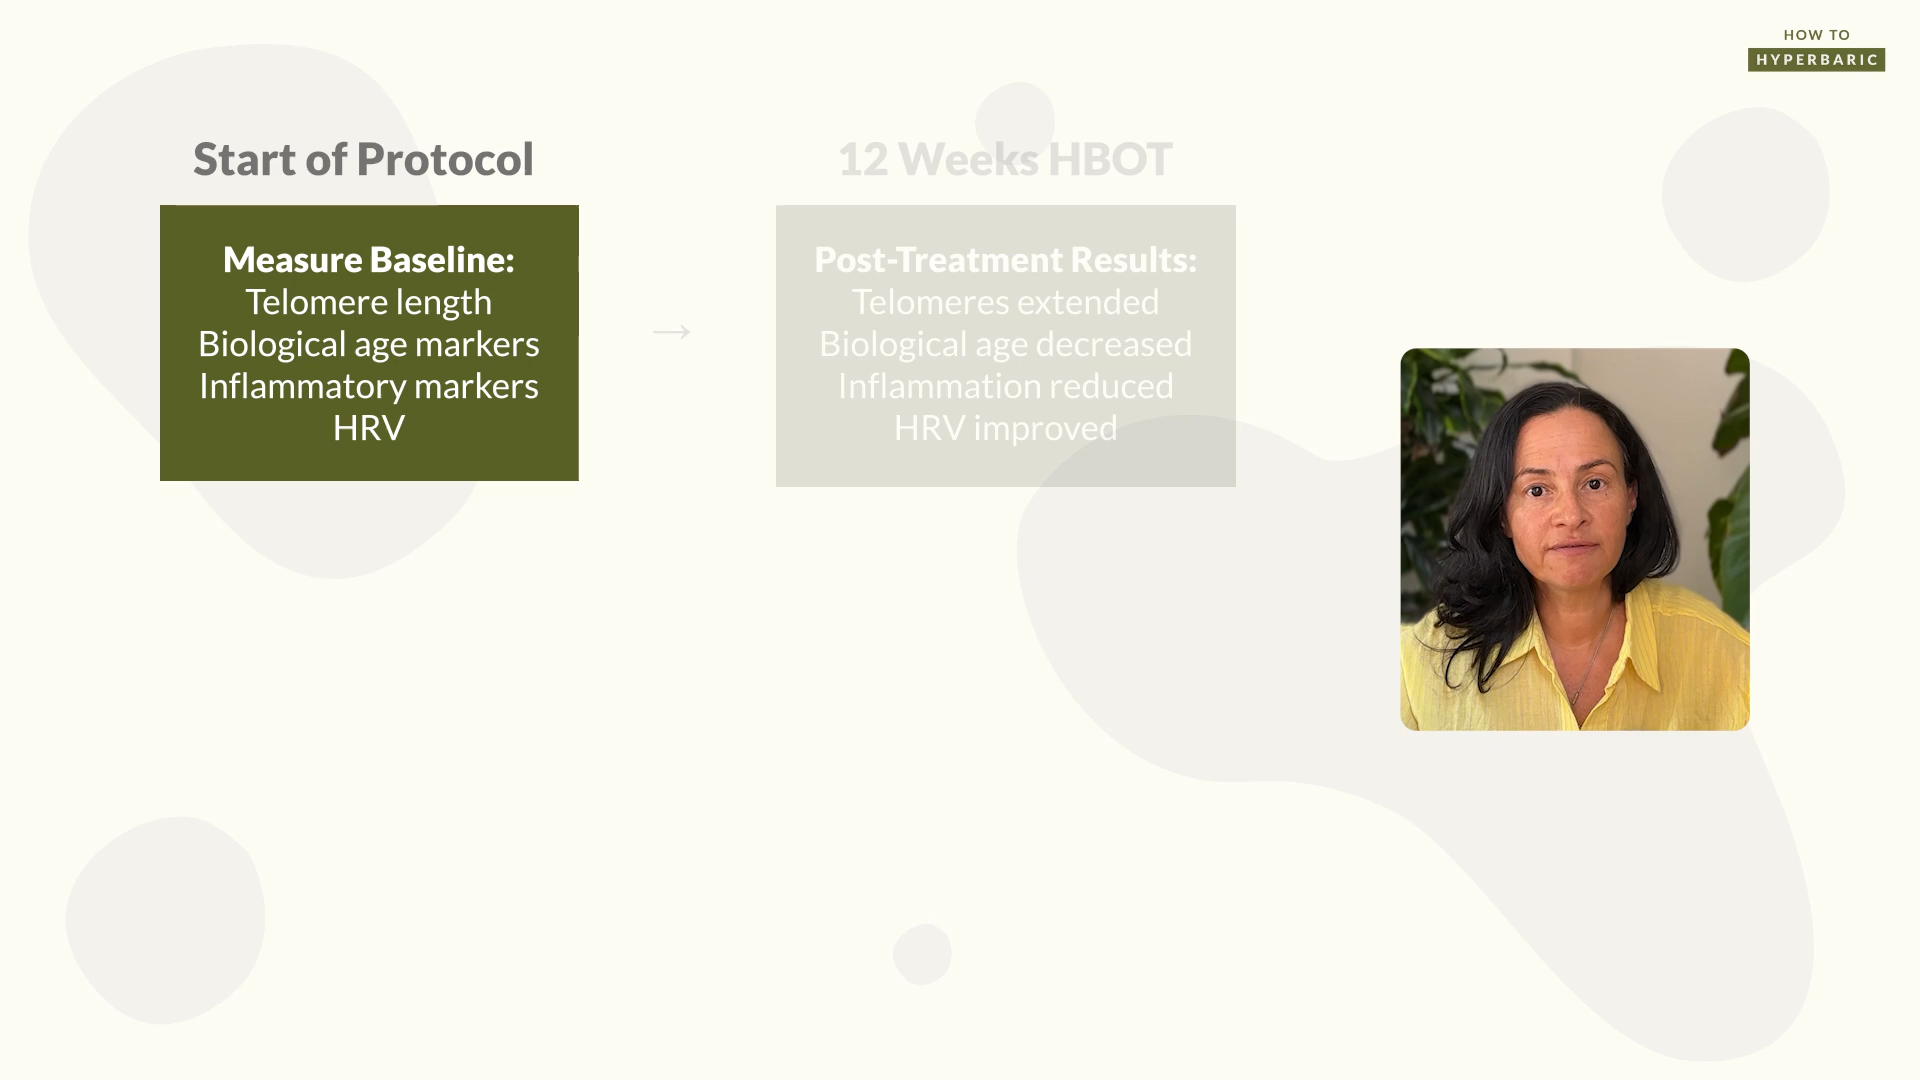 HOW TO
HYPERBARIC
Start of Protocol
Measure Baseline:
Telomere length
Biological age markers
Inflammatory markers
HRV
→
12 Weeks HBOT
Post-Treatment Results:
Telomeres extended
Biological age decreased
Inflammation reduced
HRV improved